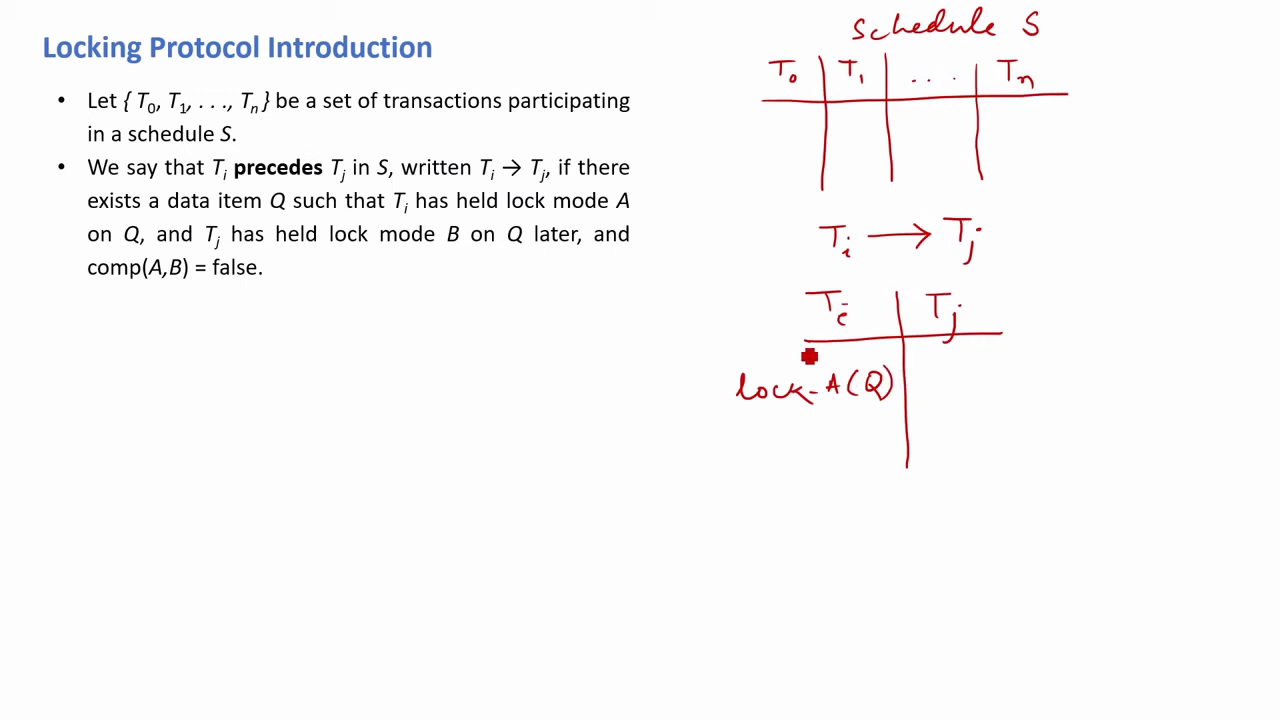 Locking Protocol Introduction
• Let { T0, T1, . . ., Tn } be a set of transactions participating
in a schedule S.
• We say that Ti precedes Tj in S, written Ti → Tj, if there
exists a data item Q such that Ti has held lock mode A
on Q, and Tj has held lock mode B on Q later, and
comp(A,B) = false.
Schedule S
T0 T1 .... Tn
Ti → Tj
Ti Tj
lock-A(Q)